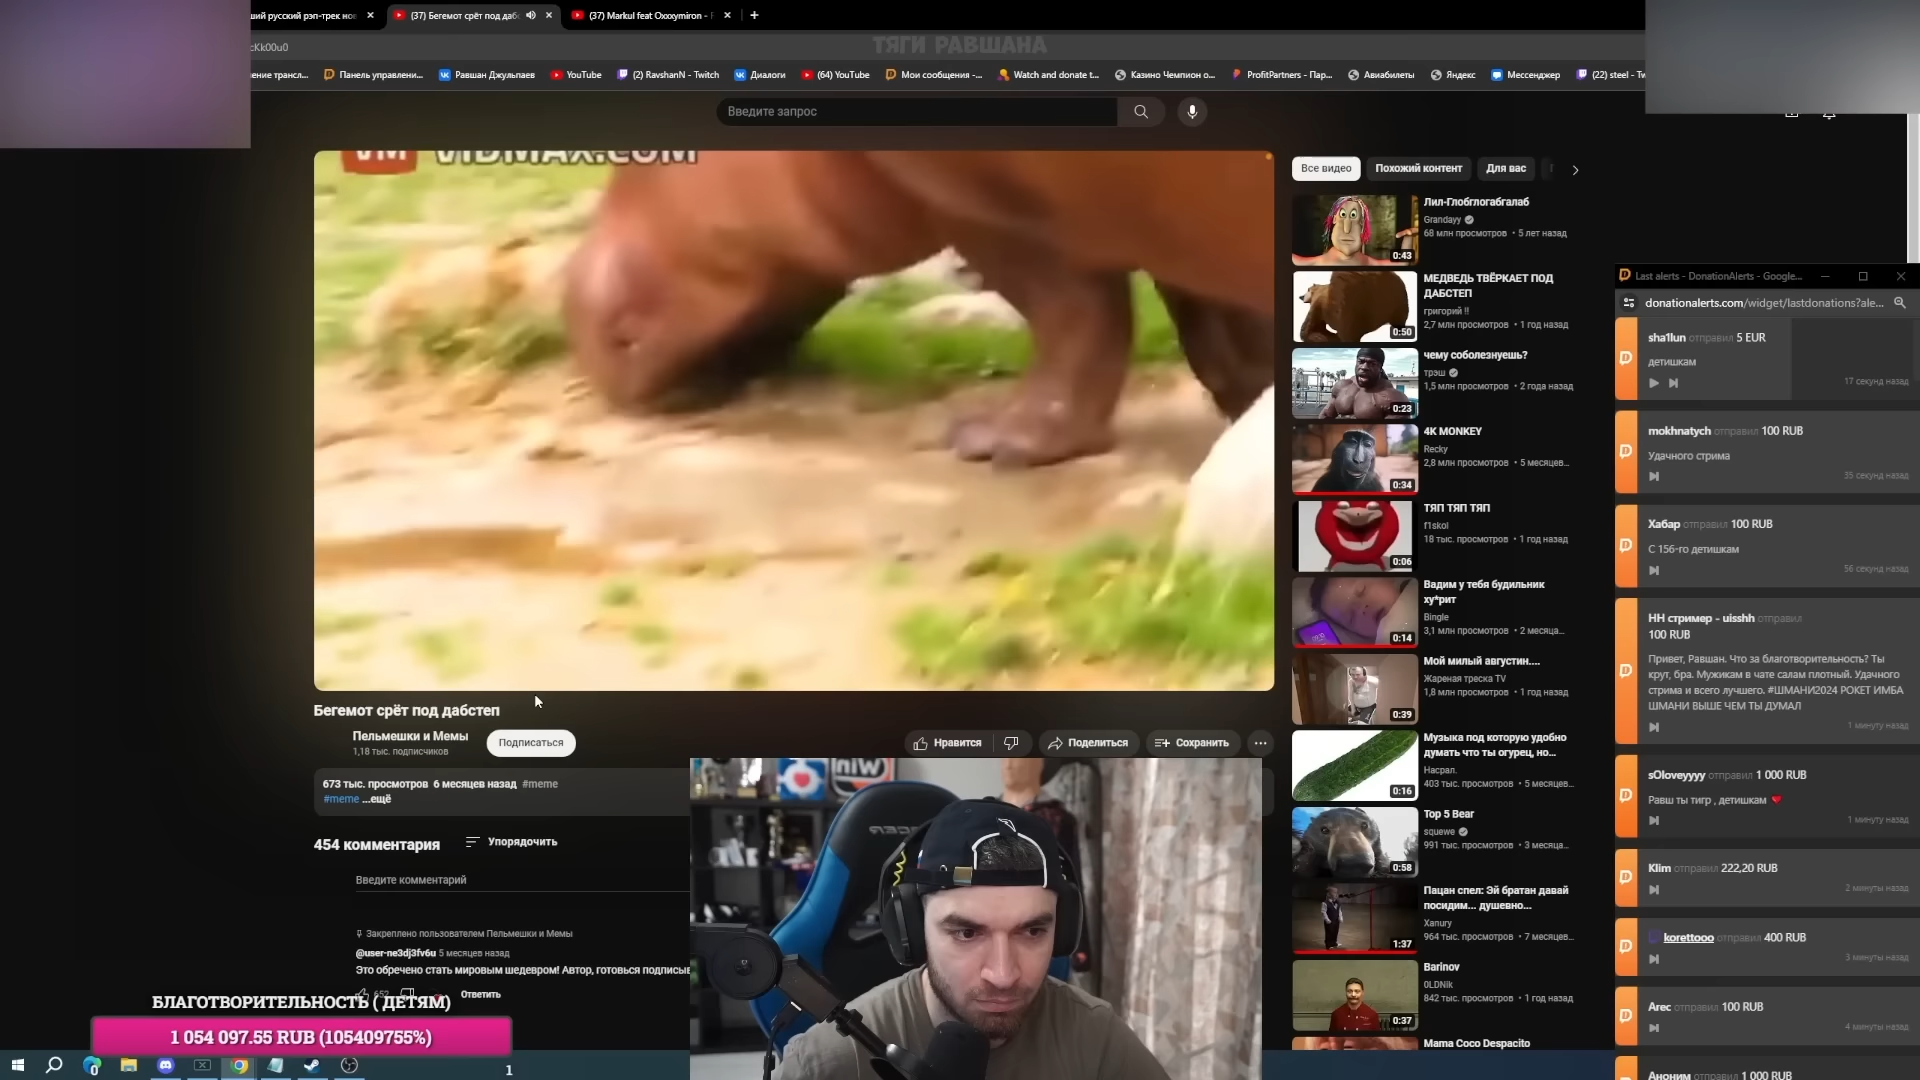 ший русский рэп-трек нов
(37) Бегемот срёт под даб
(37) Markul feat Oxxxymiron -
cKk00u0
ТЯГИ РАВШАНА
ение трансл...
Панель управлени...
Равшан Джульпаев
YouTube
(2) RavshanN - Twitch
Диалоги
(64) YouTube
Мои сообщения -...
Watch and donate t...
Казино Чемпион о...
ProfitPartners - Пар...
Авиабилеты
Яндекс
Мессенджер
(22) steel - Tw
Введите запрос
VM VIDMAX.COM
Бегемот срёт под дабстеп
Пельмешки и Мемы
1,18 тыс. подписчиков
Подписаться
Нравится
Поделиться
Сохранить
673 тыс. просмотров 6 месяцев назад #meme
#meme ...ещё
454 комментария
Упорядочить
Введите комментарий
Закреплено пользователем Пельмешки и Мемы
@user-ne3dj3fv6u 5 месяцев назад
Это обречено стать мировым шедевром! Автор, готовься подписыв
652
Ответить
БЛАГОТВОРИТЕЛЬНОСТЬ ( ДЕТЯМ)
1 054 097.55 RUB (105409755%)
1
win
Все видео
Похожий контент
Для вас
Лил-Глобглогабгалаб
Grandayy
68 млн просмотров • 5 лет назад
0:43
МЕДВЕДЬ ТВЁРКАЕТ ПОД
ДАБСТЕП
григорий !!
2,7 млн просмотров • 1 год назад
0:50
чему соболезнуешь?
трэш
1,5 млн просмотров • 2 года назад
0:23
4K MONKEY
Recky
2,8 млн просмотров • 5 месяцев...
0:34
ТЯП ТЯП ТЯП
f1skol
18 тыс. просмотров • 1 год назад
0:06
Вадим у тебя будильник
ху*рит
Bingle
3,1 млн просмотров • 2 месяца...
0:14
Мой милый августин....
Жареная треска TV
1,8 млн просмотров • 1 год назад
0:39
Музыка под которую удобно
думать что ты огурец, но...
Насрал.
403 тыс. просмотров • 5 месяцев...
0:16
Top 5 Bear
squewe
991 тыс. просмотров • 3 месяца...
0:58
Пацан спел: Эй братан давай
посидим... душевно...
Xanury
964 тыс. просмотров • 7 месяцев...
1:37
Barinov
0LDNik
842 тыс. просмотров • 1 год назад
0:37
Mama Coco Despacito
Last alerts - DonationAlerts - Google...
donationalerts.com/widget/lastdonations?ale...
sha1lun отправил 5 EUR
детишкам
17 секунд назад
mokhnatych отправил 100 RUB
Удачного стрима
35 секунд назад
Хабар отправил 100 RUB
С 156-го детишкам
56 секунд назад
НН стример - uisshh отправил
100 RUB
Привет, Равшан. Что за благотворительность? Ты
крут, бра. Мужикам в чате салам плотный. Удачного
стрима и всего лучшего. #ШМАНИ2024 РОКЕТ ИМБА
ШМАНИ ВЫШЕ ЧЕМ ТЫ ДУМАЛ
1 минуту назад
sOloveyyyy отправил 1 000 RUB
Равш ты тигр , детишкам
1 минуту назад
Klim отправил 222,20 RUB
2 минуты назад
korettooo отправил 400 RUB
3 минуты назад
Arec отправил 100 RUB
4 минуты назад
Аноним отправил 1 000 RUB